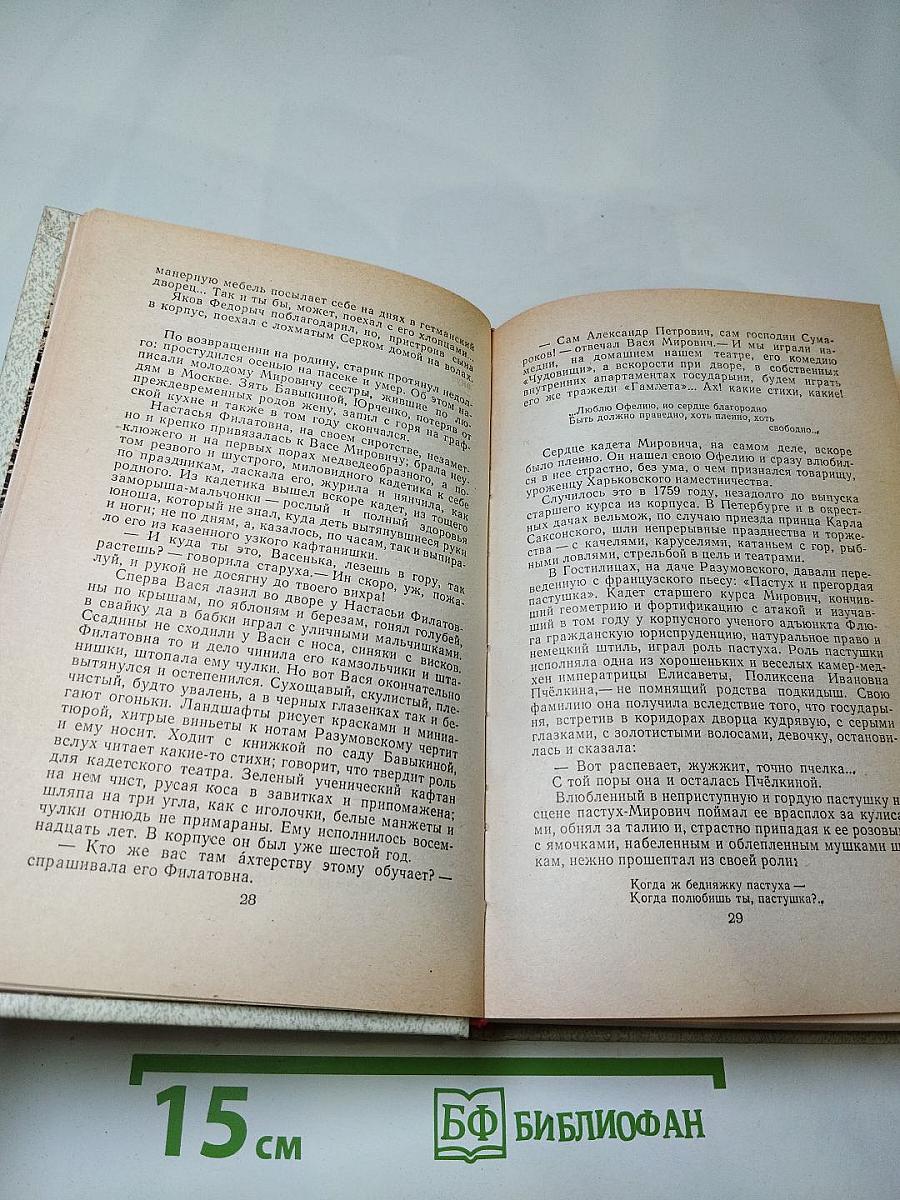 манерную мебель посылает себе на днях в гетманский
дворец... Так и ты бы, может, поехал с его хлопцами..
Яков Федорыч поблагодарил, но, пристроив сына
в корпус, поехал с лохматым Серком домой на волах.
По возвращении на родину, старик протянул недол-
го: простудился осенью на пасеке и умер. Об этом на-
писали молодому Мировичу сестры, жившие по лю-
дям в Москве. Зять Бавыкиной, Юрченко, потеряв от
преждевременных родов жену, запил с горя на граф-
ской кухне и также в том году скончался.
Настасья Филатовна, на своем сиротстве, незамет-
но и крепко привязалась к Васе Мировичу; брала неу-
клюжего и на первых порах медведеобразного, а по-
том резвого и шустрого, миловидного кадетика к себе
по праздникам, ласкала его, журила и нянчила, как
родного. Из кадетика вышел вскоре кадет, из тощего
заморыша-мальчонки — рослый и полный здоровья
юноша, который не знал, куда деть вытянувшиеся руки
и ноги; не по дням, а, казалось, по часам, так и выпира-
ло его из казенного узкого кафтанишки.
— И куда ты это, Васенька, лезешь в гору, так
растешь? — говорила старуха.— Ин скоро, уж, пожа-
луй, и рукой не досягну до твоего вихра!
Сперва Вася лазил во дворе у Настасьи Филатов-
ны по крышам, по яблоням и березам, гонял голубей,
в свайку да в бабки играл с уличными мальчишками.
Ссадины не сходили у Васи с носа, синяки с висков.
Филатовна то и дело чинила его камзольчики и шта-
нишки, штопала ему чулки. Но вот Вася окончательно
вытянулся и остепенился. Сухощавый, скулистый, пле-
чистый, будто увалень, а в черных глазенках так и бе-
гают огоньки. Ландшафты рисует красками и миниа-
тюрой, хитрые виньеты к нотам Разумовскому чертит
и ему носит. Ходит с книжкой по саду Бавыкиной,
вслух читает какие-то стихи; говорит, что твердит роль
для кадетского театра. Зеленый ученический кафтан
на нем чист, русая коса в завитках и припомажена;
шляпа на три угла, как с иголочки, белые манжеты и
чулки отнюдь не примараны. Ему исполнилось восем-
надцать лет. В корпусе он был уже шестой год.
— Кто же вас там áхтерству этому обучает? —
спрашивала его Филатовна.
28
— Сам Александр Петрович, сам господин Сума-
роков! — отвечал Вася Мирович.— И мы играли на-
медни, на домашнем нашем театре, его комедию
«Чудовищи», а вскорости при дворе, в собственных
внутренних апартаментах государыни, будем играть
его же тражеди «Гамлета»... Ах! какие стихи, какие!
„Люблю Офелию, но сердце благородно
Быть должно праведно, хоть пленно, хоть
свободно..,
Сердце кадета Мировича, на самом деле, вскоре
было пленно. Он нашел свою Офелию и сразу влюбил-
ся в нее страстно, без ума, о чем признался товарищу,
уроженцу Харьковского наместничества.
Случилось это в 1759 году, незадолго до выпуска
старшего курса из корпуса. В Петербурге и в окрест-
ных дачах вельмож, по случаю приезда принца Карла
Саксонского, шли непрерывные празднества и торже-
ства — с качелями, каруселями, катаньем с гор, рыб-
ными ловлями, стрельбой в цель и театрами.
В Гостилицах, на даче Разумовского, давали пере-
веденную с французского пьесу: «Пастух и прегордая
пастушка». Кадет старшего курса Мирович, кончив-
ший геометрию и фортификацию с атакой и изучав-
ший в том году у корпусного ученого адъюнкта Флю-
га гражданскую юриспруденцию, натуральное право и
немецкий штиль, играл роль пастуха. Роль пастушки
исполняла одна из хорошеньких и веселых камер-мед-
хен императрицы Елисаветы, Поликсена Ивановна
Пчёлкина,— не помнящий родства подкидыш. Свою
фамилию она получила вследствие того, что государы-
ня, встретив в коридорах дворца кудрявую, с серыми
глазками, с золотистыми волосами, девочку, останови-
лась и сказала:
— Вот распевает, жужжит, точно пчелка...
С той поры она и осталась Пчёлкиной.
Влюбленный в неприступную и гордую пастушку н
сцене пастух-Мирович поймал ее врасплох за кулиса
ми, обнял за талию и, страстно припадая к ее розовы
с ямочками, набеленным и облепленным мушками щ
кам, нежно прошептал из своей роли:
Когда ж бедняжку пастуха —
Когда полюбишь ты, пастушка?..
29
15 см
БФ БИБЛИОФАН